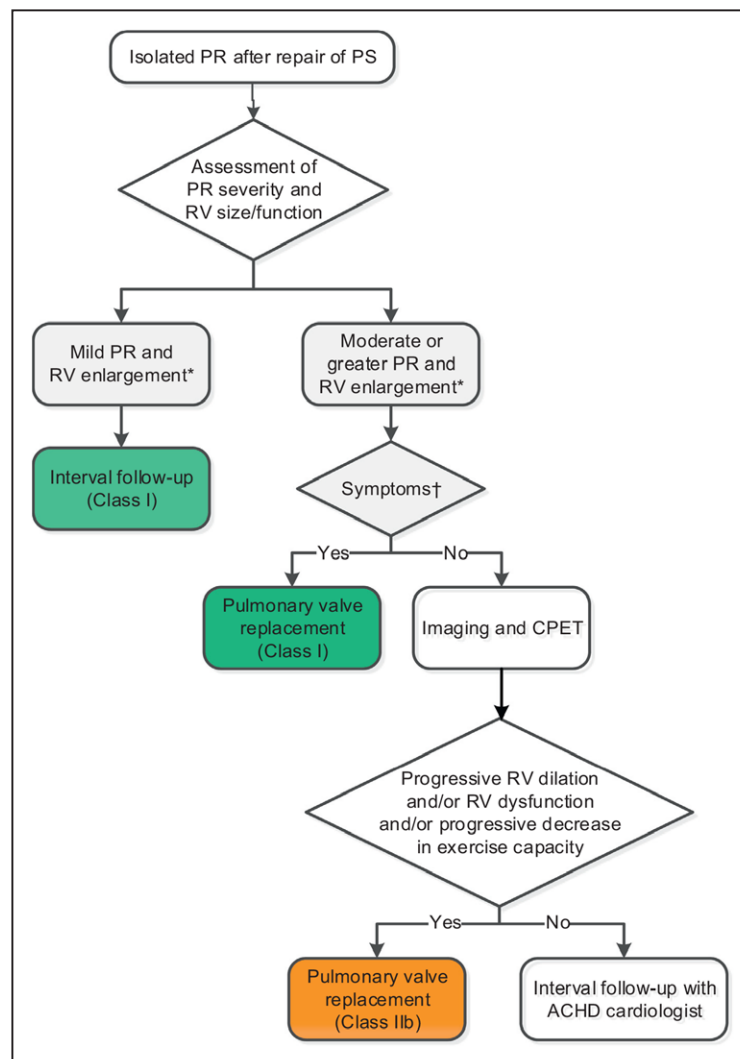 Isolated PR after repair of PS
Assessment of
PR severity and
RV size/function
Mild PR and
RV enlargement*
Moderate or
greater PR and
RV enlargement*
Interval follow-up
(Class I)
Symptoms†
Yes
No
Pulmonary valve
replacement
(Class I)
Imaging and CPET
Progressive RV dilation
and/or RV dysfunction
and/or progressive decrease
in exercise capacity
Yes
No
Pulmonary valve
replacement
(Class IIb)
Interval follow-up with
ACHD cardiologist